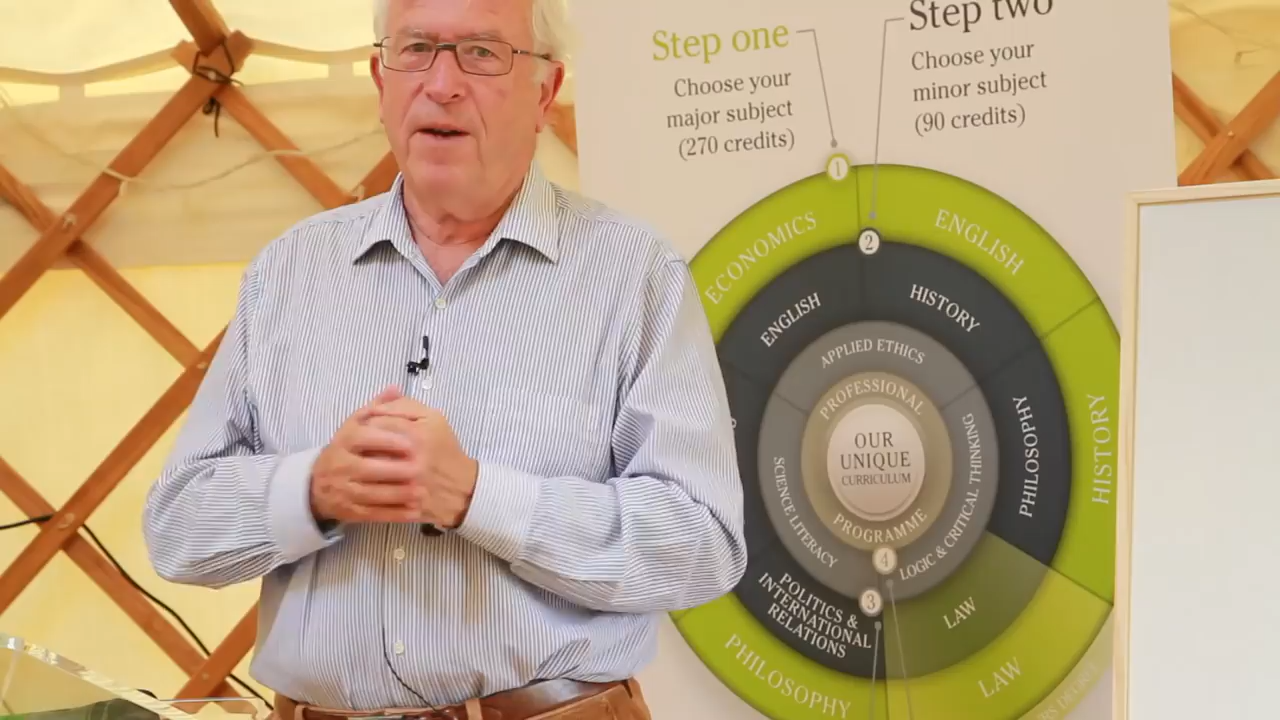 Step one
Choose your
major subject
(270 credits)
Step two
Choose your
minor subject
(90 credits)
1
2
ECONOMICS
ENGLISH
HISTORY
LAW
PHILOSOPHY
ENGLISH
HISTORY
PHILOSOPHY
LAW
POLITICS &
INTERNATIONAL
RELATIONS
APPLIED ETHICS
LOGIC & CRITICAL THINKING
SCIENCE LITERACY
PROFESSIONAL
PROGRAMME
OUR
UNIQUE
CURRICULUM
4
3